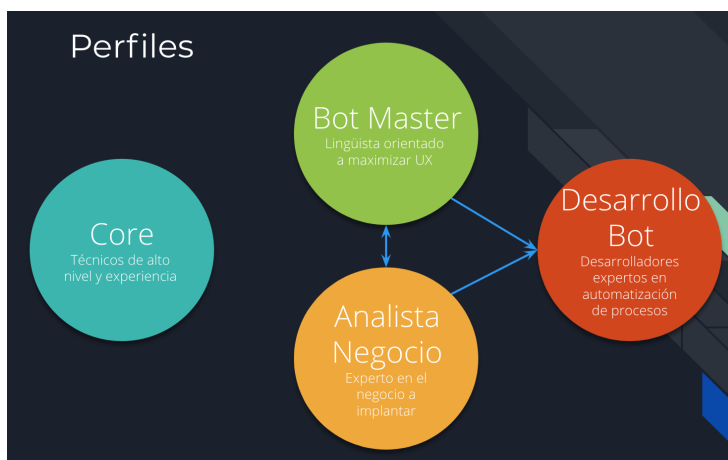 Perfiles
Bot Master
Lingüista orientado
a maximizar UX
Core
Técnicos de alto
nivel y experiencia
Desarrollo
Bot
Desarrolladores
expertos en
automatización
de procesos
Analista
Negocio
Experto en el
negocio a
implantar